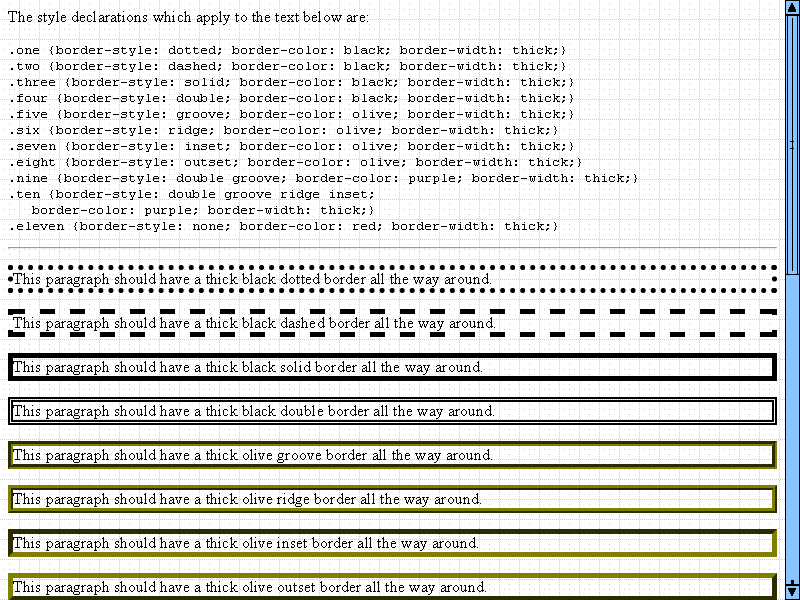 The style declarations which apply to the text below are:
.one {border-style: dotted; border-color: black; border-width: thick;}
.two {border-style: dashed; border-color: black; border-width: thick;}
.three {border-style: solid; border-color: black; border-width: thick;}
.four {border-style: double; border-color: black; border-width: thick;}
.five {border-style: groove; border-color: olive; border-width: thick;}
.six {border-style: ridge; border-color: olive; border-width: thick;}
.seven {border-style: inset; border-color: olive; border-width: thick;}
.eight {border-style: outset; border-color: olive; border-width: thick;}
.nine {border-style: double groove; border-color: purple; border-width: thick;}
.ten {border-style: double groove ridge inset;
   border-color: purple; border-width: thick;}
.eleven {border-style: none; border-color: red; border-width: thick;}
This paragraph should have a thick black dotted border all the way around.
This paragraph should have a thick black dashed border all the way around.
This paragraph should have a thick black solid border all the way around.
This paragraph should have a thick black double border all the way around.
This paragraph should have a thick olive groove border all the way around.
This paragraph should have a thick olive ridge border all the way around.
This paragraph should have a thick olive inset border all the way around.
This paragraph should have a thick olive outset border all the way around.